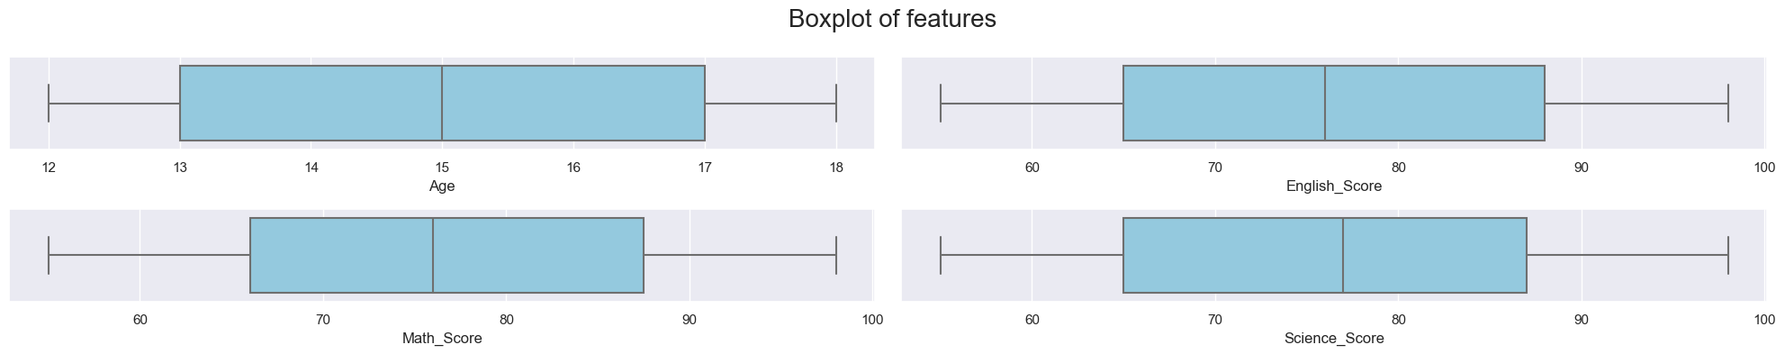 Boxplot of features
12 13 14 15 16 17 18
Age
60 70 80 90 100
English_Score
60 70 80 90 100
Math_Score
60 70 80 90 100
Science_Score